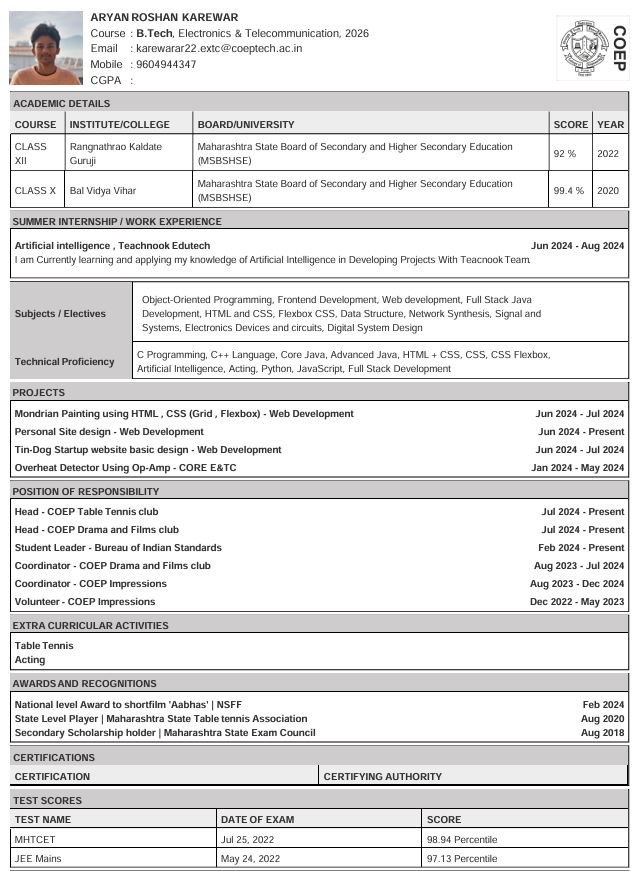 ARYAN ROSHAN KAREWAR
Course : B.Tech, Electronics & Telecommunication, 2026
Email : karewarar22.extc@coeptech.ac.in
Mobile : 9604944347
CGPA :
COEP
ACADEMIC DETAILS
COURSE INSTITUTE/COLLEGE BOARD/UNIVERSITY SCORE YEAR
CLASS XII Rangnathrao Kaldate Guruji Maharashtra State Board of Secondary and Higher Secondary Education (MSBSHSE) 92 % 2022
CLASS X Bal Vidya Vihar Maharashtra State Board of Secondary and Higher Secondary Education (MSBSHSE) 99.4 % 2020
SUMMER INTERNSHIP / WORK EXPERIENCE
Artificial intelligence , Teachnook Edutech Jun 2024 - Aug 2024
I am Currently learning and applying my knowledge of Artificial Intelligence in Developing Projects With Teacnook Team.
Subjects / Electives
Object-Oriented Programming, Frontend Development, Web development, Full Stack Java
Development, HTML and CSS, Flexbox CSS, Data Structure, Network Synthesis, Signal and
Systems, Electronics Devices and circuits, Digital System Design
Technical Proficiency
C Programming, C++ Language, Core Java, Advanced Java, HTML + CSS, CSS, CSS Flexbox,
Artificial Intelligence, Acting, Python, JavaScript, Full Stack Development
PROJECTS
Mondrian Painting using HTML , CSS (Grid , Flexbox) - Web Development Jun 2024 - Jul 2024
Personal Site design - Web Development Jun 2024 - Present
Tin-Dog Startup website basic design - Web Development Jun 2024 - Jul 2024
Overheat Detector Using Op-Amp - CORE E&TC Jan 2024 - May 2024
POSITION OF RESPONSIBILITY
Head - COEP Table Tennis club Jul 2024 - Present
Head - COEP Drama and Films club Jul 2024 - Present
Student Leader - Bureau of Indian Standards Feb 2024 - Present
Coordinator - COEP Drama and Films club Aug 2023 - Jul 2024
Coordinator - COEP Impressions Aug 2023 - Dec 2024
Volunteer - COEP Impressions Dec 2022 - May 2023
EXTRA CURRICULAR ACTIVITIES
Table Tennis
Acting
AWARDS AND RECOGNITIONS
National level Award to shortfilm 'Aabhas' | NSFF Feb 2024
State Level Player | Maharashtra State Table tennis Association Aug 2020
Secondary Scholarship holder | Maharashtra State Exam Council Aug 2018
CERTIFICATIONS
CERTIFICATION CERTIFYING AUTHORITY
TEST SCORES
TEST NAME DATE OF EXAM SCORE
MHTCET Jul 25, 2022 98.94 Percentile
JEE Mains May 24, 2022 97.13 Percentile